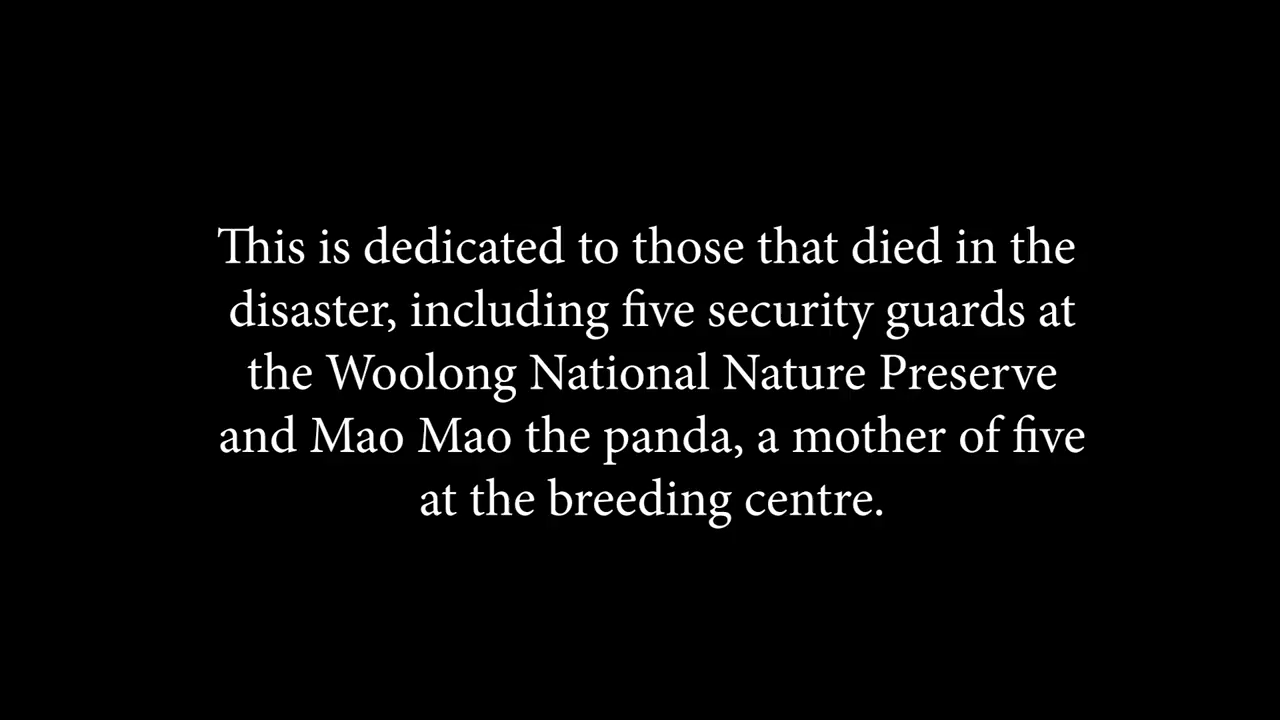 This is dedicated to those that died in the
disaster, including five security guards at
the Woolong National Nature Preserve
and Mao Mao the panda, a mother of five
at the breeding centre.